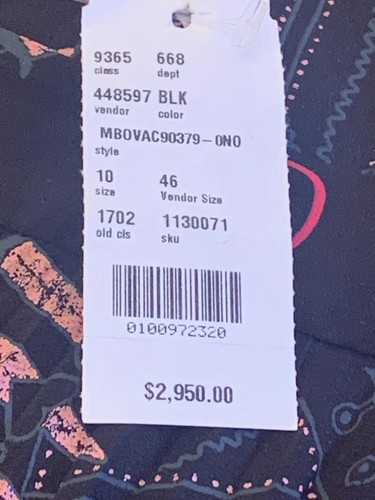 9365 668
class dept
448597 BLK
vendor color
MBOVAC90379-0N0
style
10 46
size Vendor Size
1702 1130071
old cls sku
0100972320
$2,950.00